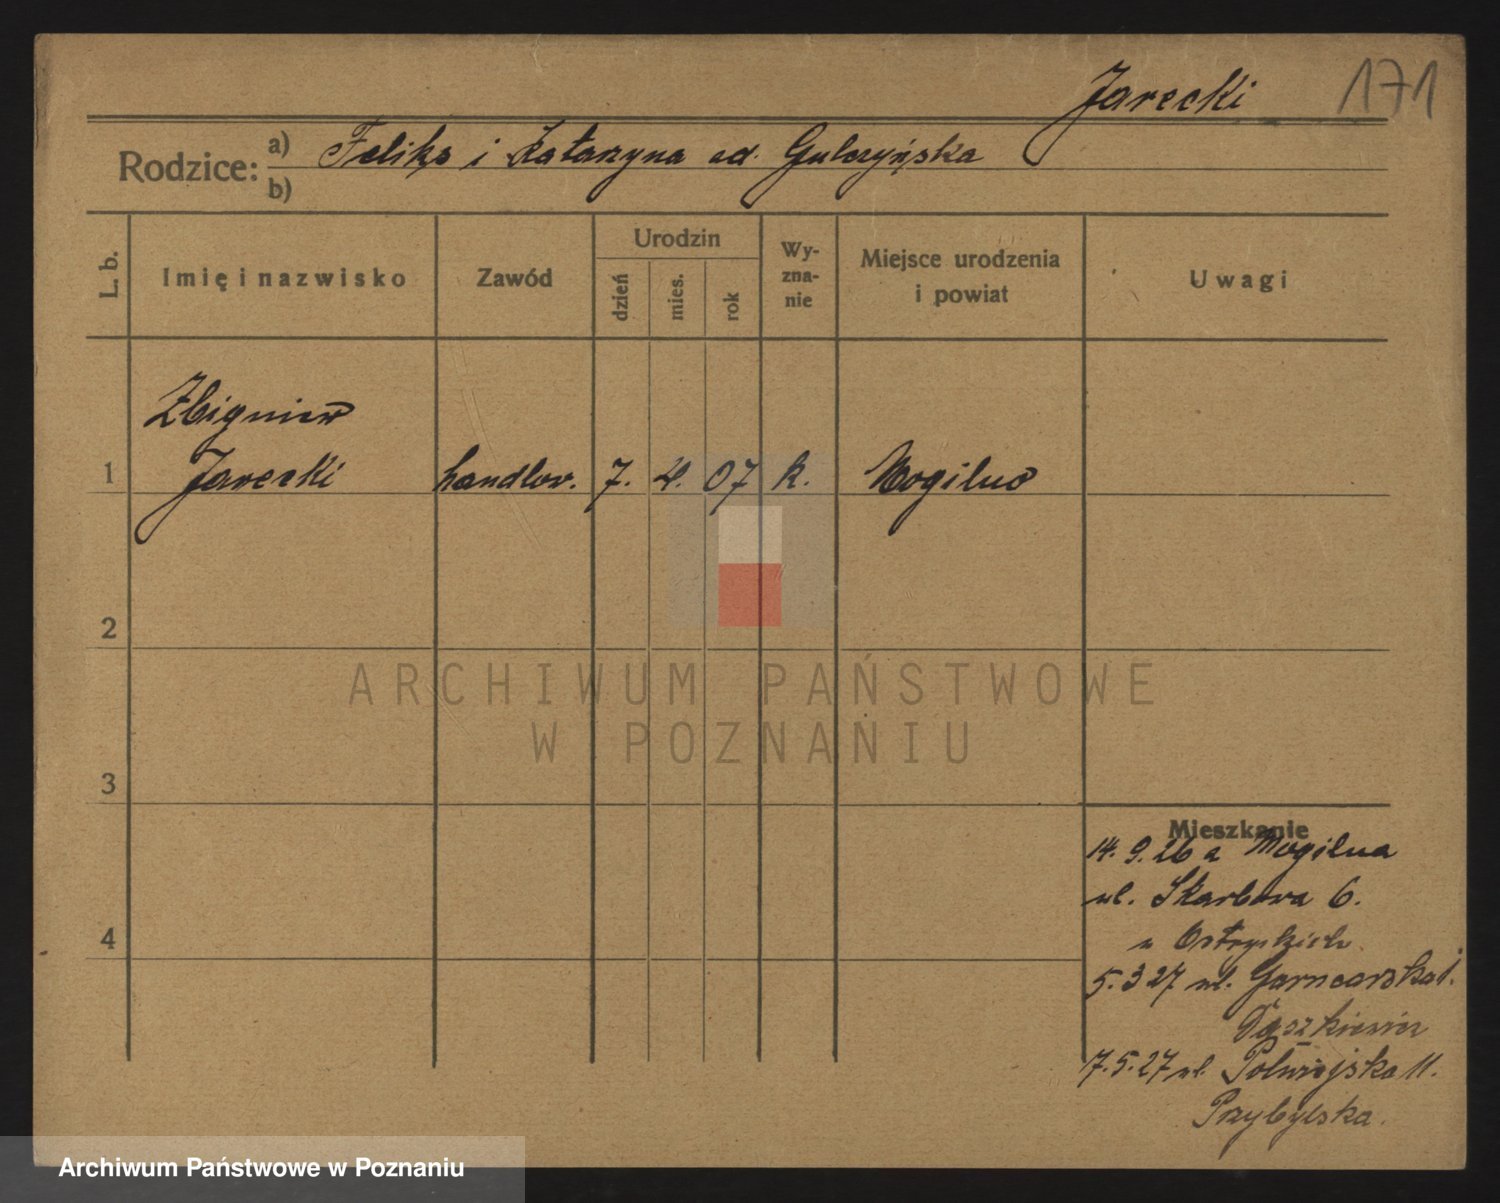 Jarecki 171
Rodzice: a) Feliks i Katarzyna ad. Gulczyńska
b)
L. b.
Imię i nazwisko
Zawód
Urodzin
dzień
mies.
rok
Wy-
zna-
nie
Miejsce urodzenia
i powiat
Uwagi
Zbigniew
1 Jarecki handlow. 7. 4. 07 k. Mogilno
2
3
4
ARCHIWUM PAŃSTWOWE
W POZNANIU
Mieszkanie
14. 9. 26 z Mogilna
ul. Skarbowa 6.
5. 3 27 ul. Garncarska 1.
Daszkiewicz
7. 5. 27 ul. Półwiejska 11.
Przybylska.
Archiwum Państwowe w Poznaniu